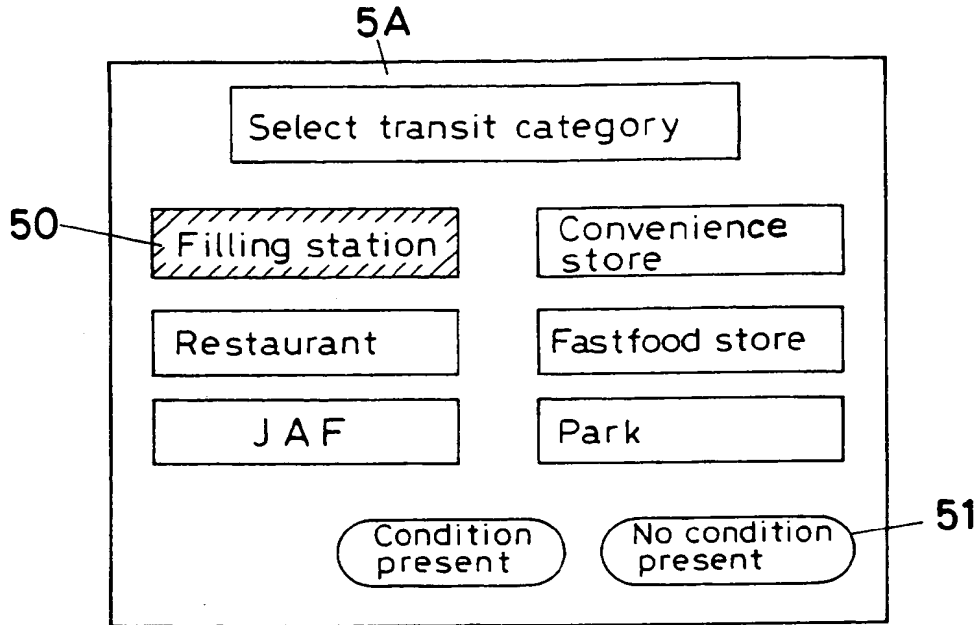 5A
Select transit category
50
Filling station
Convenience
store
Restaurant
Fastfood store
JAF
Park
Condition
present
No condition
present
51